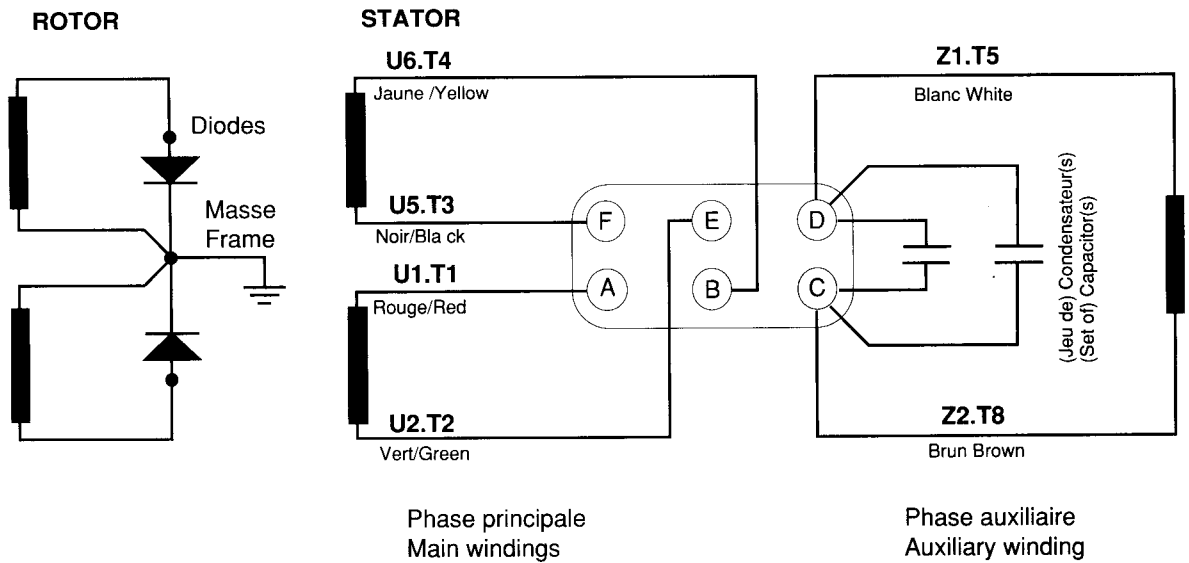 ROTOR
STATOR
U6.T4
Jaune /Yellow
Z1.T5
Blanc White
Diodes
Masse
Frame
U5.T3
Noir/Bla ck
F
E
D
U1.T1
Rouge/Red
A
B
C
(Jeu de) Condensateur(s)
(Set of) Capacitor(s)
U2.T2
Vert/Green
Z2.T8
Brun Brown
Phase principale
Main windings
Phase auxiliaire
Auxiliary winding